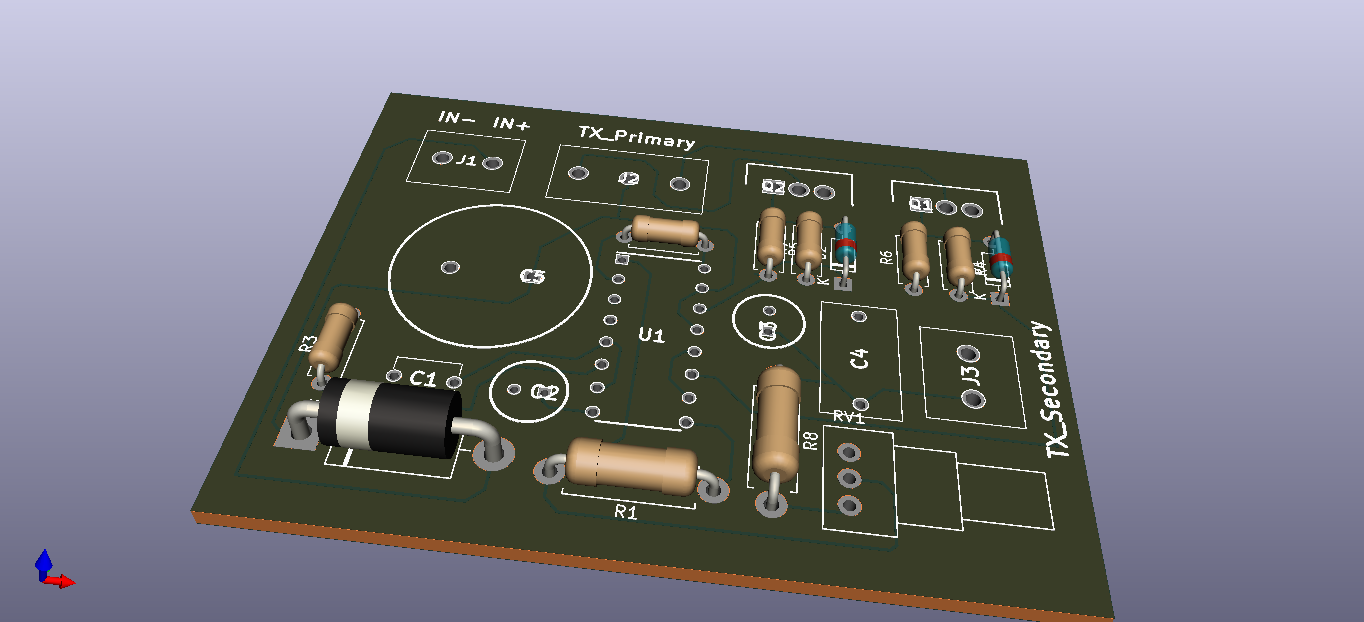 IN- IN+
TX_Primary
J1
J2
Q2
Q1
R6
C5
K
K
U1
C3
R3
C4
J3
TX_Secondary
C1
C2
RV1
R8
R1